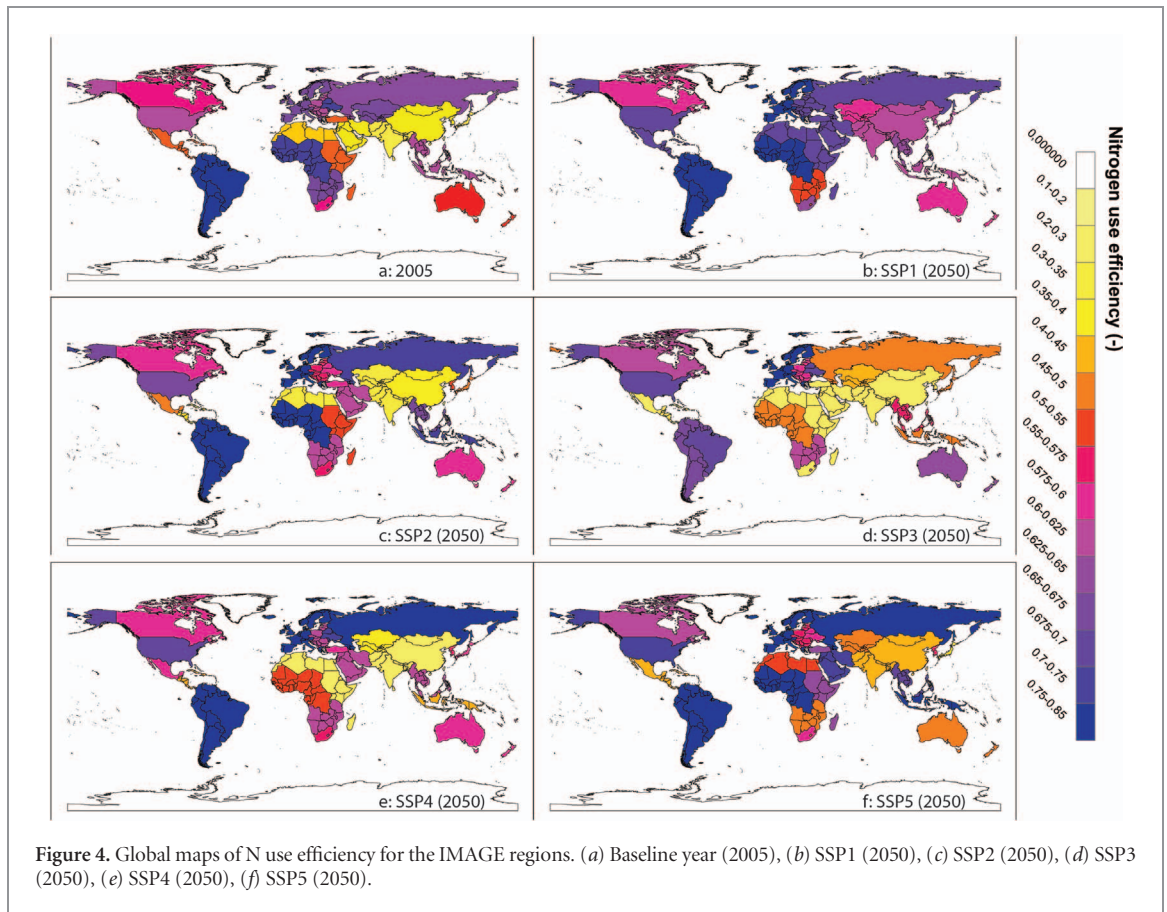 a: 2005
b: SSP1 (2050)
c: SSP2 (2050)
d: SSP3 (2050)
e: SSP4 (2050)
f: SSP5 (2050)
Nitrogen use efficiency (-)
0.000000
0.1-0.2
0.2-0.3
0.3-0.35
0.35-0.4
0.4-0.45
0.45-0.5
0.5-0.55
0.55-0.575
0.575-0.6
0.6-0.625
0.625-0.65
0.65-0.675
0.675-0.7
0.7-0.75
0.75-0.85
Figure 4. Global maps of N use efficiency for the IMAGE regions. (a) Baseline year (2005), (b) SSP1 (2050), (c) SSP2 (2050), (d) SSP3
(2050), (e) SSP4 (2050), (f) SSP5 (2050).